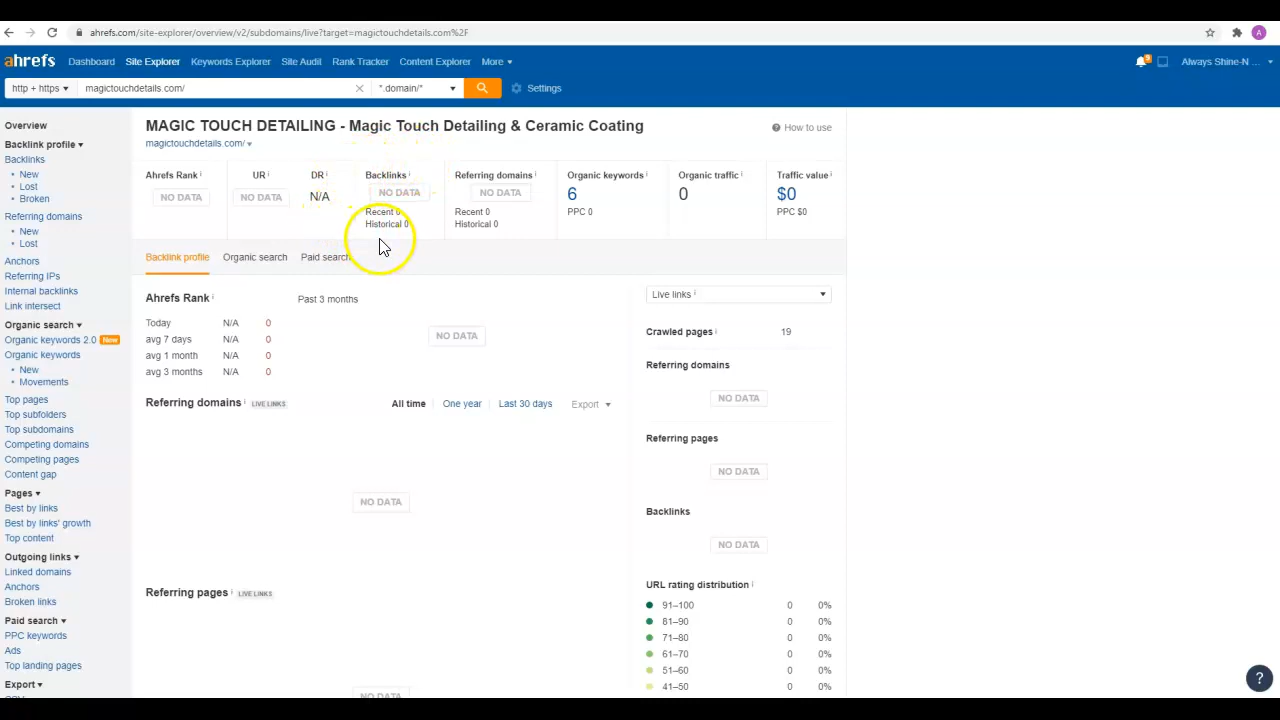 ahrefs.com/site-explorer/overview/v2/subdomains/live?target=magictouchdetails.com%2F
A
ahrefs Dashboard Site Explorer Keywords Explorer Site Audit Rank Tracker Content Explorer More Always Shine-N ...
http + https magictouchdetails.com/ *.domain/* Settings
Overview
Backlink profile
Backlinks
New
Lost
Broken
Referring domains
New
Lost
Anchors
Referring IPs
Internal backlinks
Link intersect
Organic search
Organic keywords 2.0 New
Organic keywords
New
Movements
Top pages
Top subfolders
Top subdomains
Competing domains
Competing pages
Content gap
Pages
Best by links
Best by links' growth
Top content
Outgoing links
Linked domains
Anchors
Broken links
Paid search
PPC keywords
Ads
Top landing pages
Export
MAGIC TOUCH DETAILING - Magic Touch Detailing & Ceramic Coating
How to use
magictouchdetails.com/
Ahrefs Rank i UR i DR i Backlinks i Referring domains i Organic keywords i Organic traffic i Traffic value i
NO DATA NO DATA N/A NO DATA NO DATA 6 0 $0
Recent 0 Recent 0 PPC 0 PPC $0
Historical 0 Historical 0
Backlink profile Organic search Paid search
Ahrefs Rank i Past 3 months
Today N/A 0
avg 7 days N/A 0
avg 1 month N/A 0
avg 3 months N/A 0
NO DATA
Referring domains i LIVE LINKS All time One year Last 30 days Export
NO DATA
Referring pages i LIVE LINKS
NO DATA
Live links i
Crawled pages i 19
Referring domains
NO DATA
Referring pages
NO DATA
Backlinks
NO DATA
URL rating distribution i
91–100 0 0%
81–90 0 0%
71–80 0 0%
61–70 0 0%
51–60 0 0%
41–50 0 0%
?